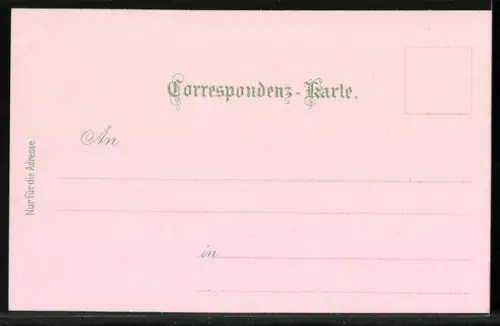 Correspondenz-Karte.
An
in
Nur für die Adresse.